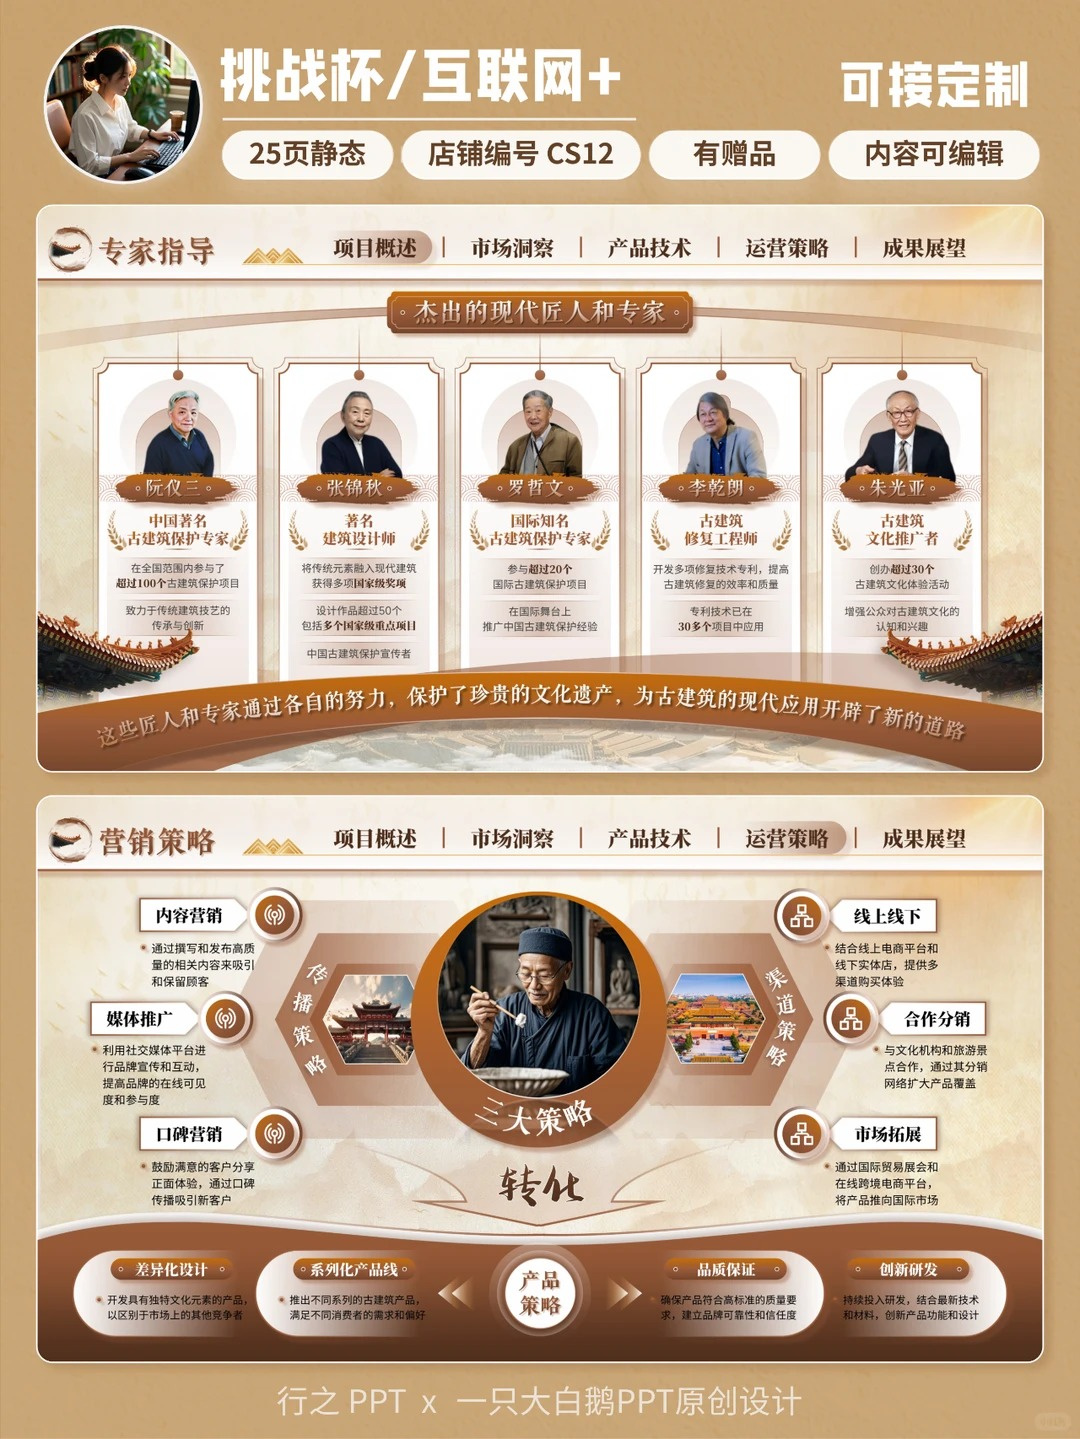 挑战杯/互联网+
可接定制
25页静态
店铺编号 CS12
有赠品
内容可编辑
专家指导
项目概述
市场洞察
产品技术
运营策略
成果展望
杰出的现代匠人和专家
阮仪三
中国著名
古建筑保护专家
在全国范围内参与了
超过100个古建筑保护项目
致力于传统建筑技艺的
传承与创新
张锦秋
著名
建筑设计师
将传统元素融入现代建筑
获得多项国家级奖项
设计作品超过50个
包括多个国家级重点项目
中国古建筑保护宣传者
罗哲文
国际知名
古建筑保护专家
参与超过20个
国际古建筑保护项目
在国际舞台上
推广中国古建筑保护经验
李乾朗
古建筑
修复工程师
开发多项修复技术专利，提高
古建筑修复的效率和质量
专利技术已在
30多个项目中应用
朱光亚
古建筑
文化推广者
创办超过30个
古建筑文化体验活动
增强公众对古建筑文化的
认知和兴趣
这些匠人和专家通过各自的努力，保护了珍贵的文化遗产，为古建筑的现代应用开辟了新的道路
营销策略
项目概述
市场洞察
产品技术
运营策略
成果展望
内容营销
通过撰写和发布高质
量的相关内容来吸引
和保留顾客
媒体推广
利用社交媒体平台进
行品牌宣传和互动，
提高品牌的在线可见
度和参与度
口碑营销
鼓励满意的客户分享
正面体验，通过口碑
传播吸引新客户
传播策略
三大策略
渠道策略
线上线下
结合线上电商平台和
线下实体店，提供多
渠道购买体验
合作分销
与文化机构和旅游景
点合作，通过其分销
网络扩大产品覆盖
市场拓展
通过国际贸易展会和
在线跨境电商平台，
将产品推向国际市场
转化
差异化设计
开发具有独特文化元素的产品，
以区别于市场上的其他竞争者
系列化产品线
推出不同系列的古建筑产品，
满足不同消费者的需求和偏好
产品
策略
品质保证
确保产品符合高标准的质量要
求，建立品牌可靠性和信任度
创新研发
持续投入研发，结合最新技术
和材料，创新产品功能和设计
行之 PPT x 一只大白鹅PPT原创设计